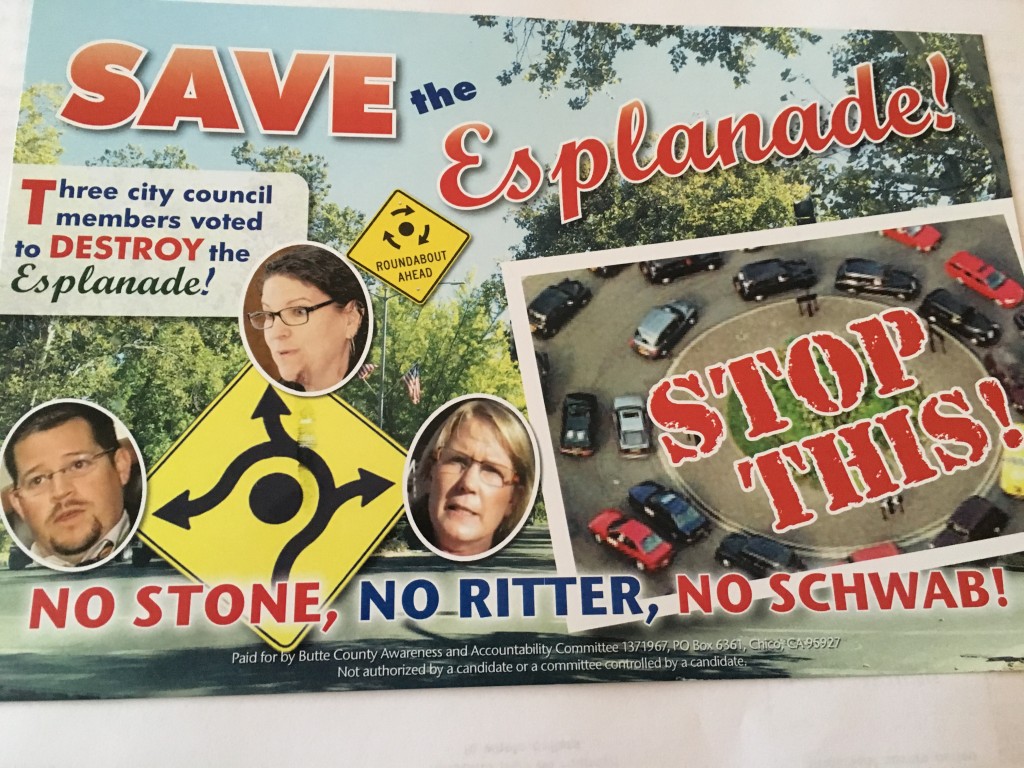 SAVE the
Esplanade!
Three city council
members voted
to DESTROY the
Esplanade!
ROUNDABOUT
AHEAD
STOP
THIS!
NO STONE, NO RITTER, NO SCHWAB!
Paid for by Butte County Awareness and Accountability Committee 1371967, PO Box 6361, Chico, CA 95927
Not authorized by a candidate or a committee controlled by a candidate.